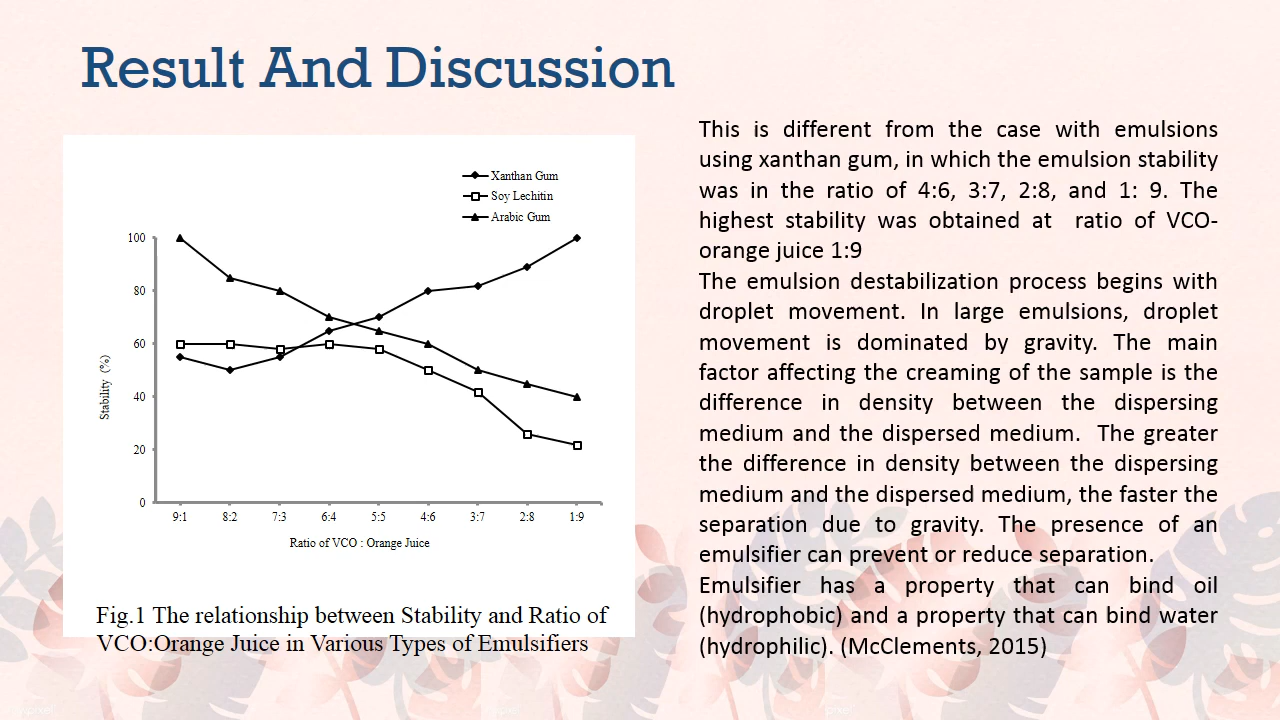 Result And Discussion
Xanthan Gum
Soy Lechitin
Arabic Gum
100
80
60
40
20
0
Stability (%)
9:1 8:2 7:3 6:4 5:5 4:6 3:7 2:8 1:9
Ratio of VCO : Orange Juice
Fig.1 The relationship between Stability and Ratio of
VCO:Orange Juice in Various Types of Emulsifiers
This is different from the case with emulsions
using xanthan gum, in which the emulsion stability
was in the ratio of 4:6, 3:7, 2:8, and 1: 9. The
highest stability was obtained at ratio of VCO-
orange juice 1:9
The emulsion destabilization process begins with
droplet movement. In large emulsions, droplet
movement is dominated by gravity. The main
factor affecting the creaming of the sample is the
difference in density between the dispersing
medium and the dispersed medium. The greater
the difference in density between the dispersing
medium and the dispersed medium, the faster the
separation due to gravity. The presence of an
emulsifier can prevent or reduce separation.
Emulsifier has a property that can bind oil
(hydrophobic) and a property that can bind water
(hydrophilic). (McClements, 2015)